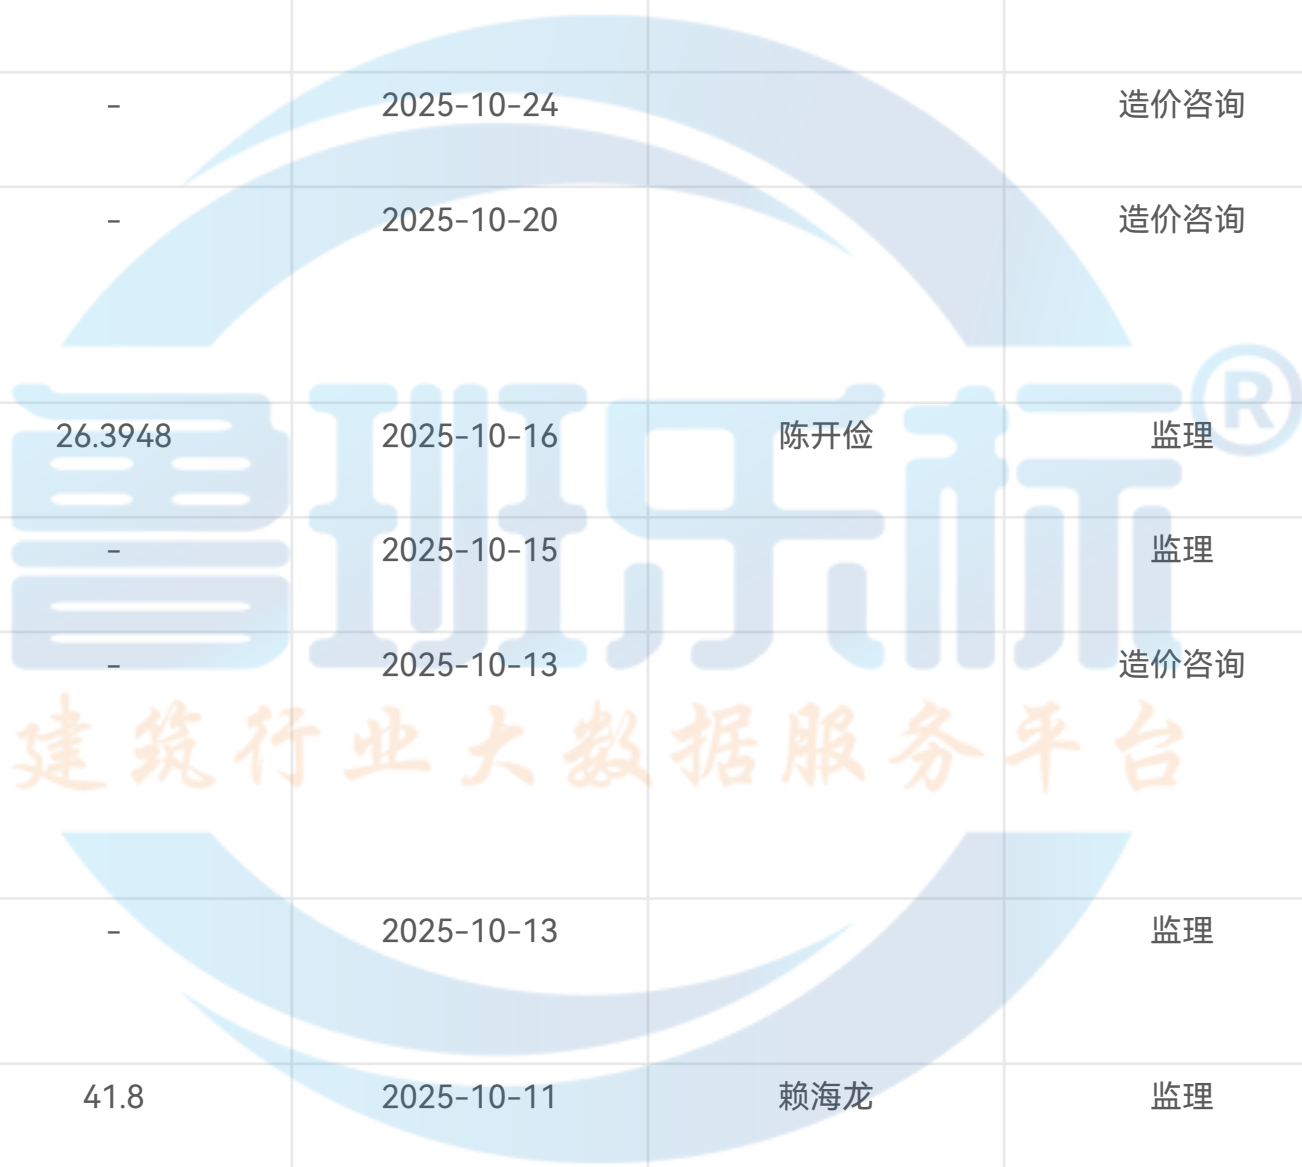 - 2025-10-24 造价咨询
- 2025-10-20 造价咨询
鲁班乐标®
26.3948 2025-10-16 陈开俭 监理
- 2025-10-15 监理
- 2025-10-13 造价咨询
建筑行业大数据服务平台
- 2025-10-13 监理
41.8 2025-10-11 赖海龙 监理